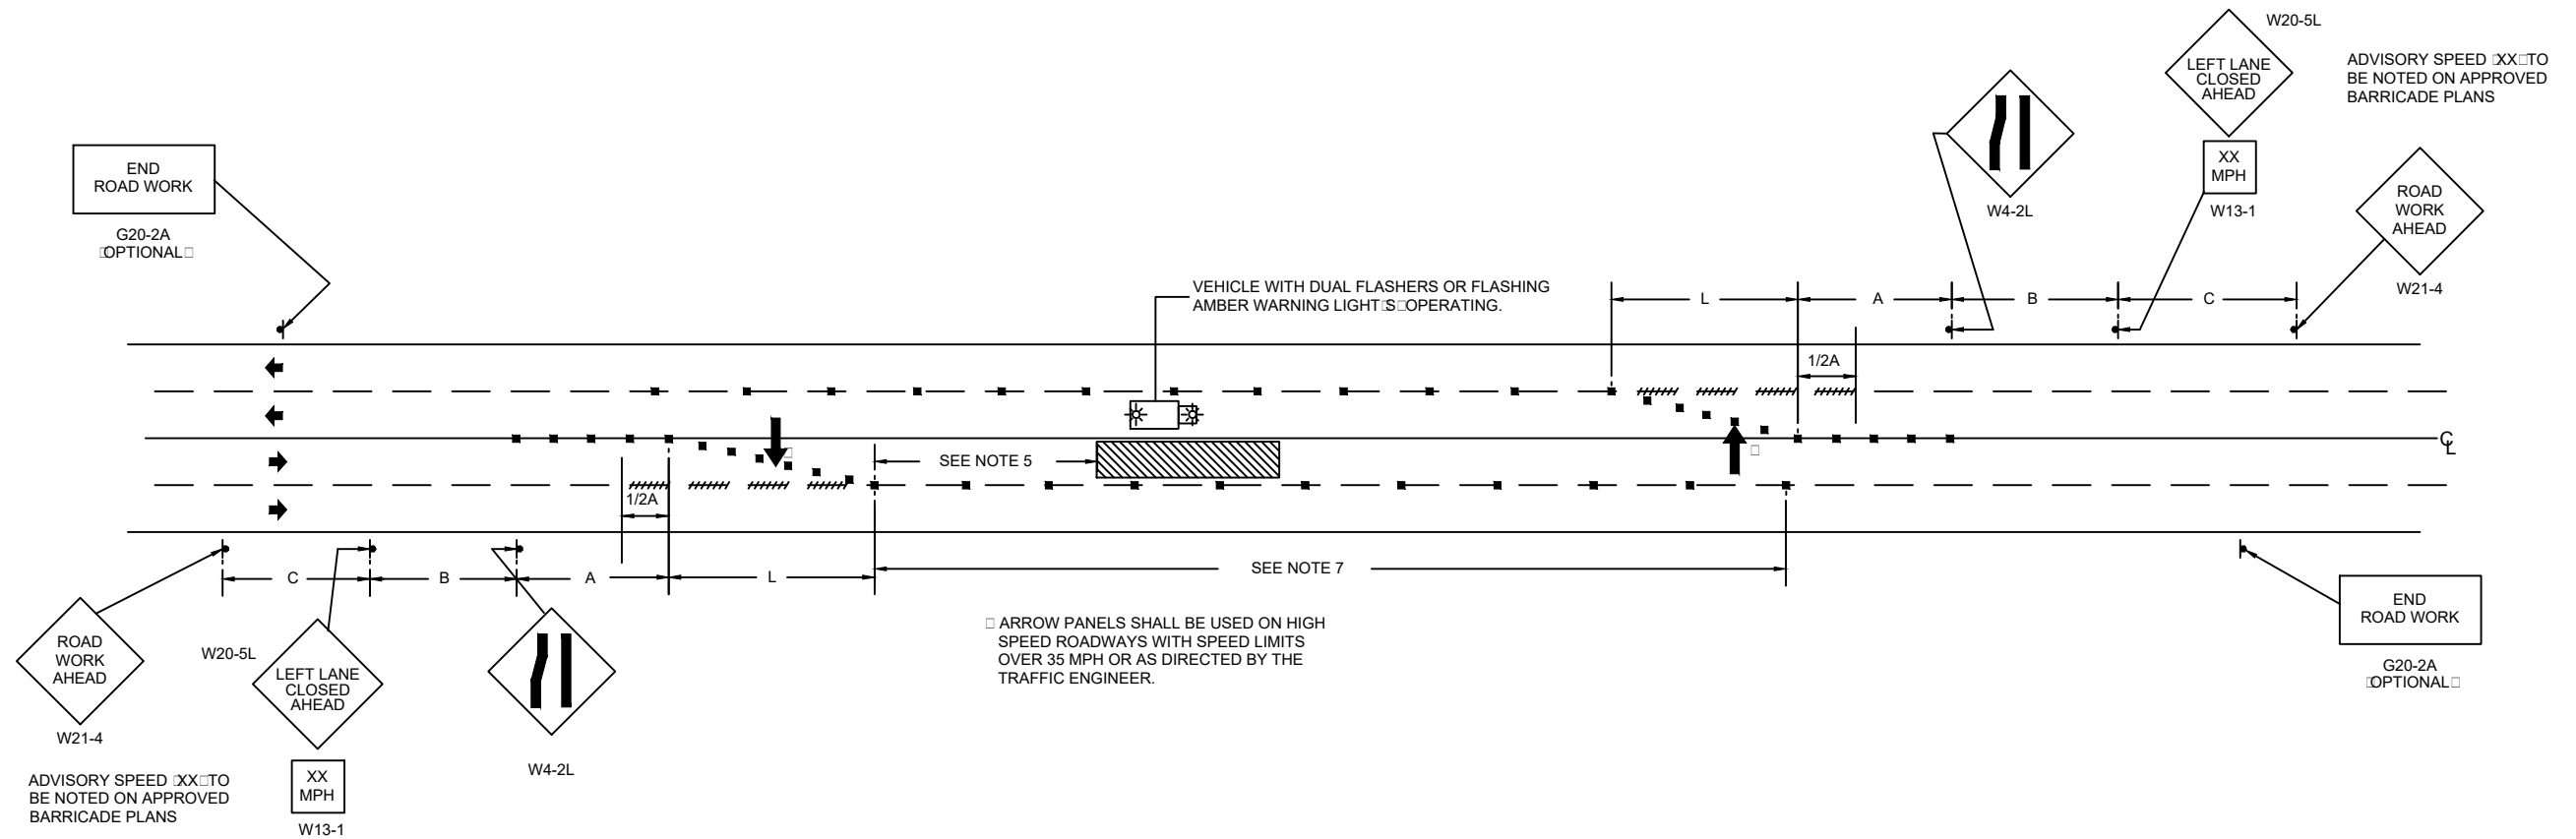 W20-5L
LEFT LANE
CLOSED
AHEAD
ADVISORY SPEED □XX□TO
BE NOTED ON APPROVED
BARRICADE PLANS
XX
MPH
W13-1
W4-2L
ROAD
WORK
AHEAD
W21-4
END
ROAD WORK
G20-2A
□OPTIONAL□
VEHICLE WITH DUAL FLASHERS OR FLASHING
AMBER WARNING LIGHT□S□OPERATING.
L
A
B
C
1/2A
CL
SEE NOTE 5
□
□
1/2A
C
B
A
L
SEE NOTE 7
□ ARROW PANELS SHALL BE USED ON HIGH
SPEED ROADWAYS WITH SPEED LIMITS
OVER 35 MPH OR AS DIRECTED BY THE
TRAFFIC ENGINEER.
ROAD
WORK
AHEAD
W21-4
W20-5L
LEFT LANE
CLOSED
AHEAD
XX
MPH
W13-1
W4-2L
ADVISORY SPEED □XX□TO
BE NOTED ON APPROVED
BARRICADE PLANS
END
ROAD WORK
G20-2A
□OPTIONAL□